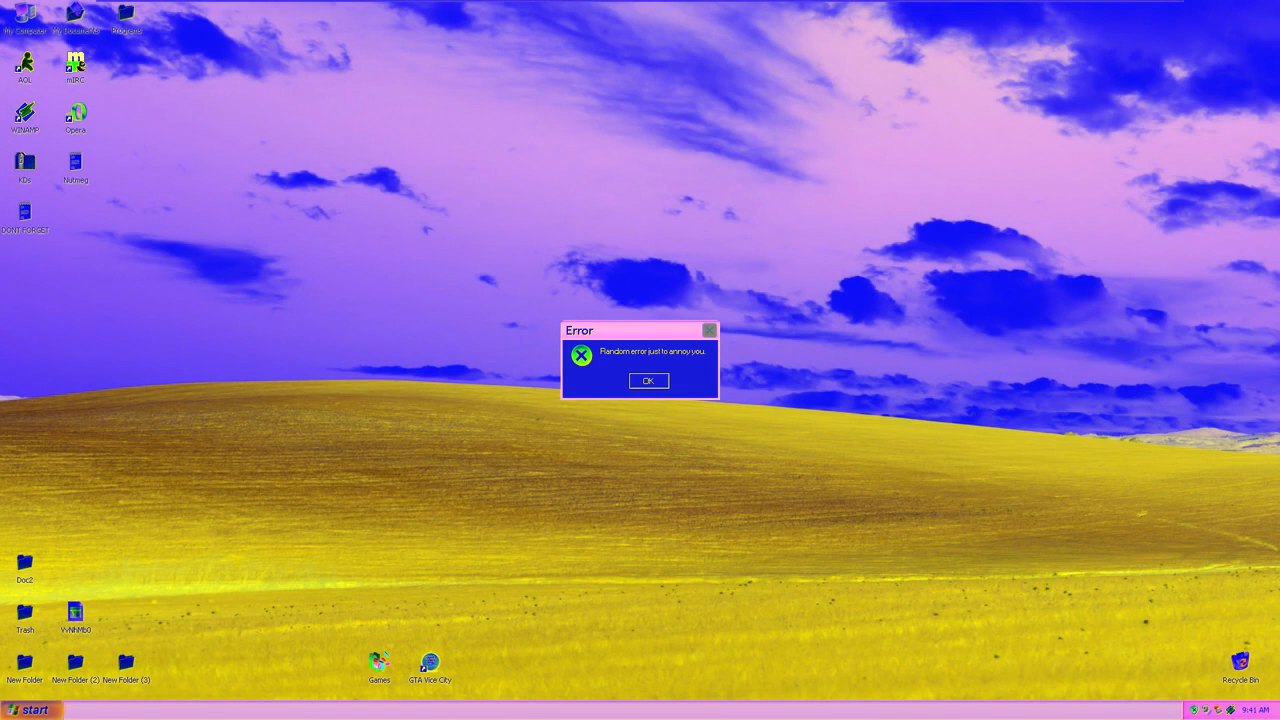 My Computer
My Documents
Programs
AOL
mIRC
WINAMP
Opera
KDs
Nutmeg
DONT FORGET
Error
Random error just to annoy you.
OK
Doc2
Trash
New Folder
New Folder (2)
New Folder (3)
Games
GTA Vice City
Recycle Bin
start
9:41 AM